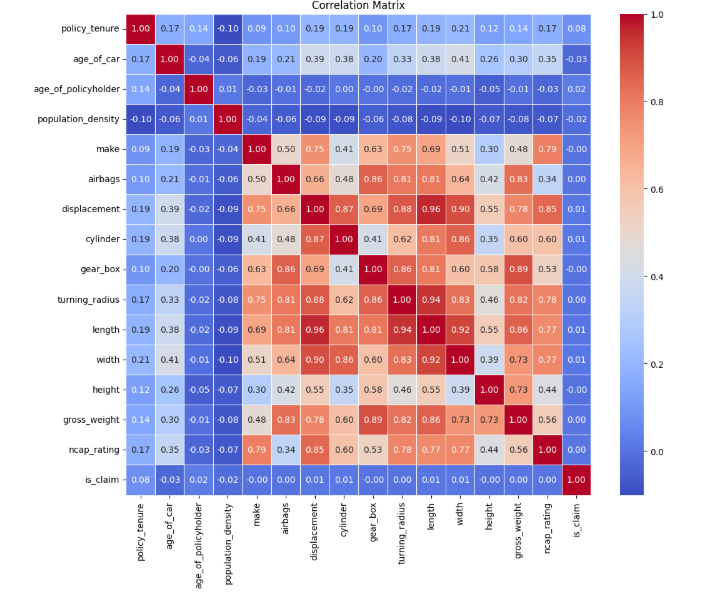 Correlation Matrix
policy_tenure 1.00 0.17 0.14 -0.10 0.09 0.10 0.19 0.19 0.10 0.17 0.19 0.21 0.12 0.14 0.17 0.08
age_of_car 0.17 1.00 -0.04 -0.06 0.19 0.21 0.39 0.38 0.20 0.33 0.38 0.41 0.26 0.30 0.35 -0.03
age_of_policyholder 0.14 -0.04 1.00 0.01 -0.03 -0.01 -0.02 0.00 -0.00 -0.02 -0.02 -0.01 -0.05 -0.01 -0.03 0.02
population_density -0.10 -0.06 0.01 1.00 -0.04 -0.06 -0.09 -0.09 -0.06 -0.08 -0.09 -0.10 -0.07 -0.08 -0.07 -0.02
make 0.09 0.19 -0.03 -0.04 1.00 0.50 0.75 0.41 0.63 0.75 0.69 0.51 0.30 0.48 0.79 -0.00
airbags 0.10 0.21 -0.01 -0.06 0.50 1.00 0.66 0.48 0.86 0.81 0.81 0.64 0.42 0.83 0.34 0.00
displacement 0.19 0.39 -0.02 -0.09 0.75 0.66 1.00 0.87 0.69 0.88 0.96 0.90 0.55 0.78 0.85 0.01
cylinder 0.19 0.38 0.00 -0.09 0.41 0.48 0.87 1.00 0.41 0.62 0.81 0.86 0.35 0.60 0.60 0.01
gear_box 0.10 0.20 -0.00 -0.06 0.63 0.86 0.69 0.41 1.00 0.86 0.81 0.60 0.58 0.89 0.53 -0.00
turning_radius 0.17 0.33 -0.02 -0.08 0.75 0.81 0.88 0.62 0.86 1.00 0.94 0.83 0.46 0.82 0.78 0.00
length 0.19 0.38 -0.02 -0.09 0.69 0.81 0.96 0.81 0.81 0.94 1.00 0.92 0.55 0.86 0.77 0.01
width 0.21 0.41 -0.01 -0.10 0.51 0.64 0.90 0.86 0.60 0.83 0.92 1.00 0.39 0.73 0.77 0.01
height 0.12 0.26 -0.05 -0.07 0.30 0.42 0.55 0.35 0.58 0.46 0.55 0.39 1.00 0.73 0.44 -0.00
gross_weight 0.14 0.30 -0.01 -0.08 0.48 0.83 0.78 0.60 0.89 0.82 0.86 0.73 0.73 1.00 0.56 0.00
ncap_rating 0.17 0.35 -0.03 -0.07 0.79 0.34 0.85 0.60 0.53 0.78 0.77 0.77 0.44 0.56 1.00 0.00
is_claim 0.08 -0.03 0.02 -0.02 -0.00 0.00 0.01 0.01 -0.00 0.00 0.01 0.01 -0.00 0.00 0.00 1.00
policy_tenure
age_of_car
age_of_policyholder
population_density
make
airbags
displacement
cylinder
gear_box
turning_radius
length
width
height
gross_weight
ncap_rating
is_claim
1.0
0.8
0.6
0.4
0.2
0.0